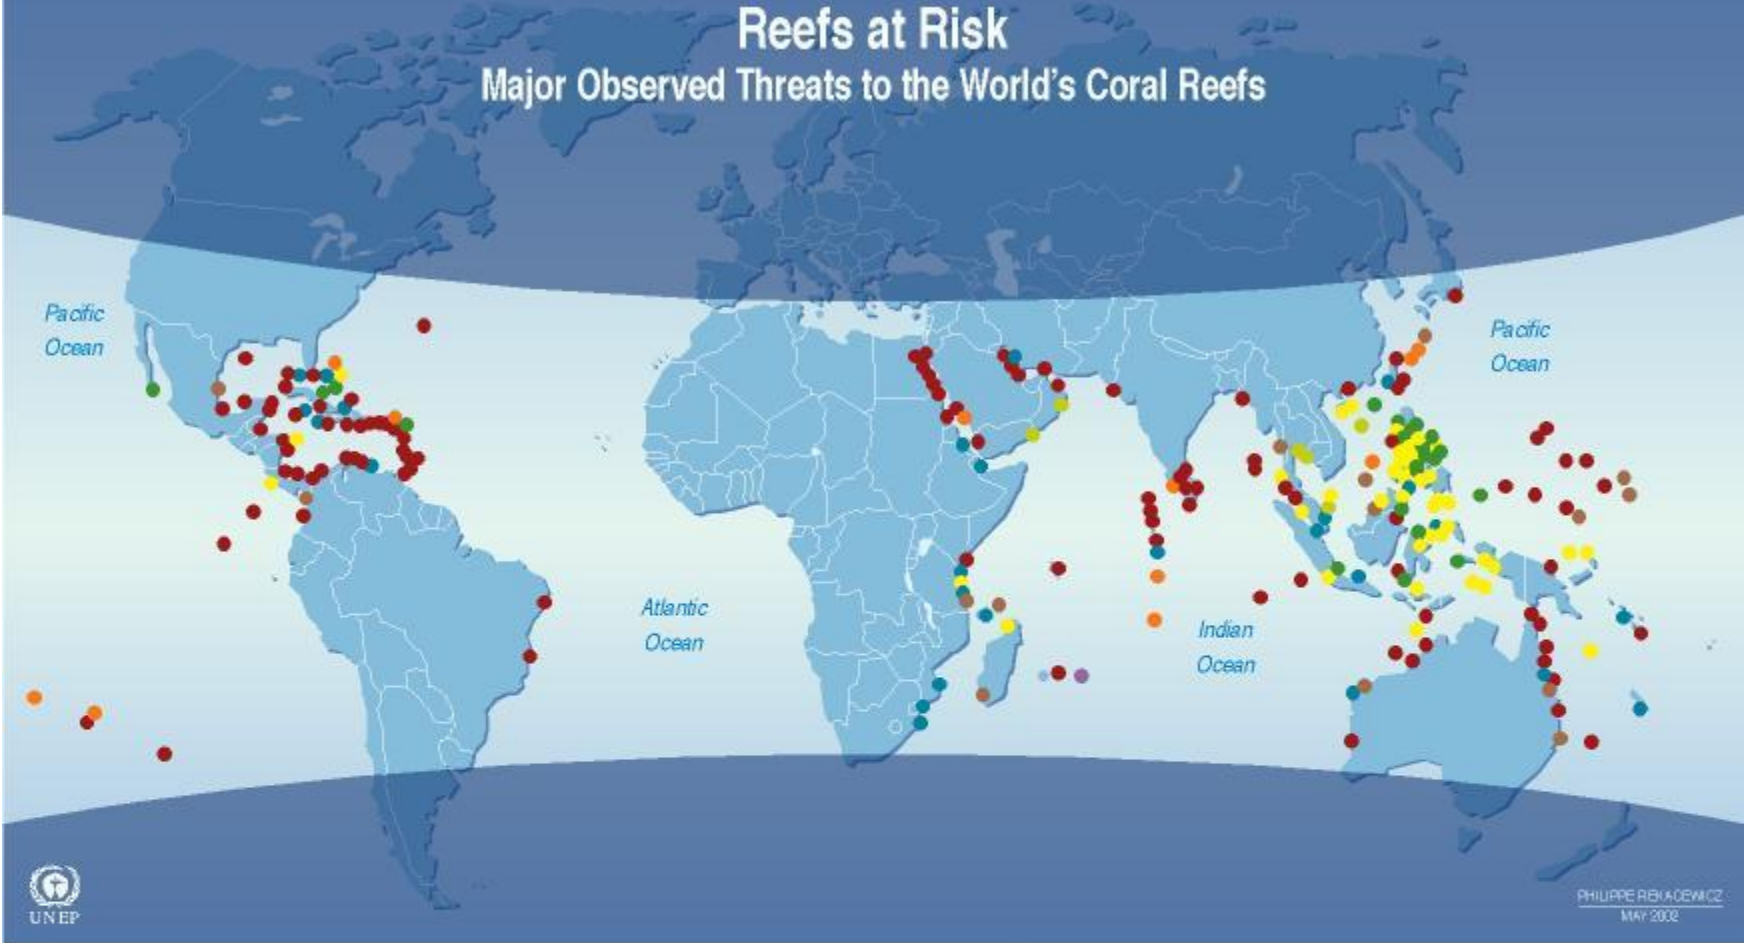 Reefs at Risk
Major Observed Threats to the World's Coral Reefs
Pacific
Ocean
Pacific
Ocean
Atlantic
Ocean
Indian
Ocean
UNEP
PHILIPPE REKACEWICZ
MAY 2002